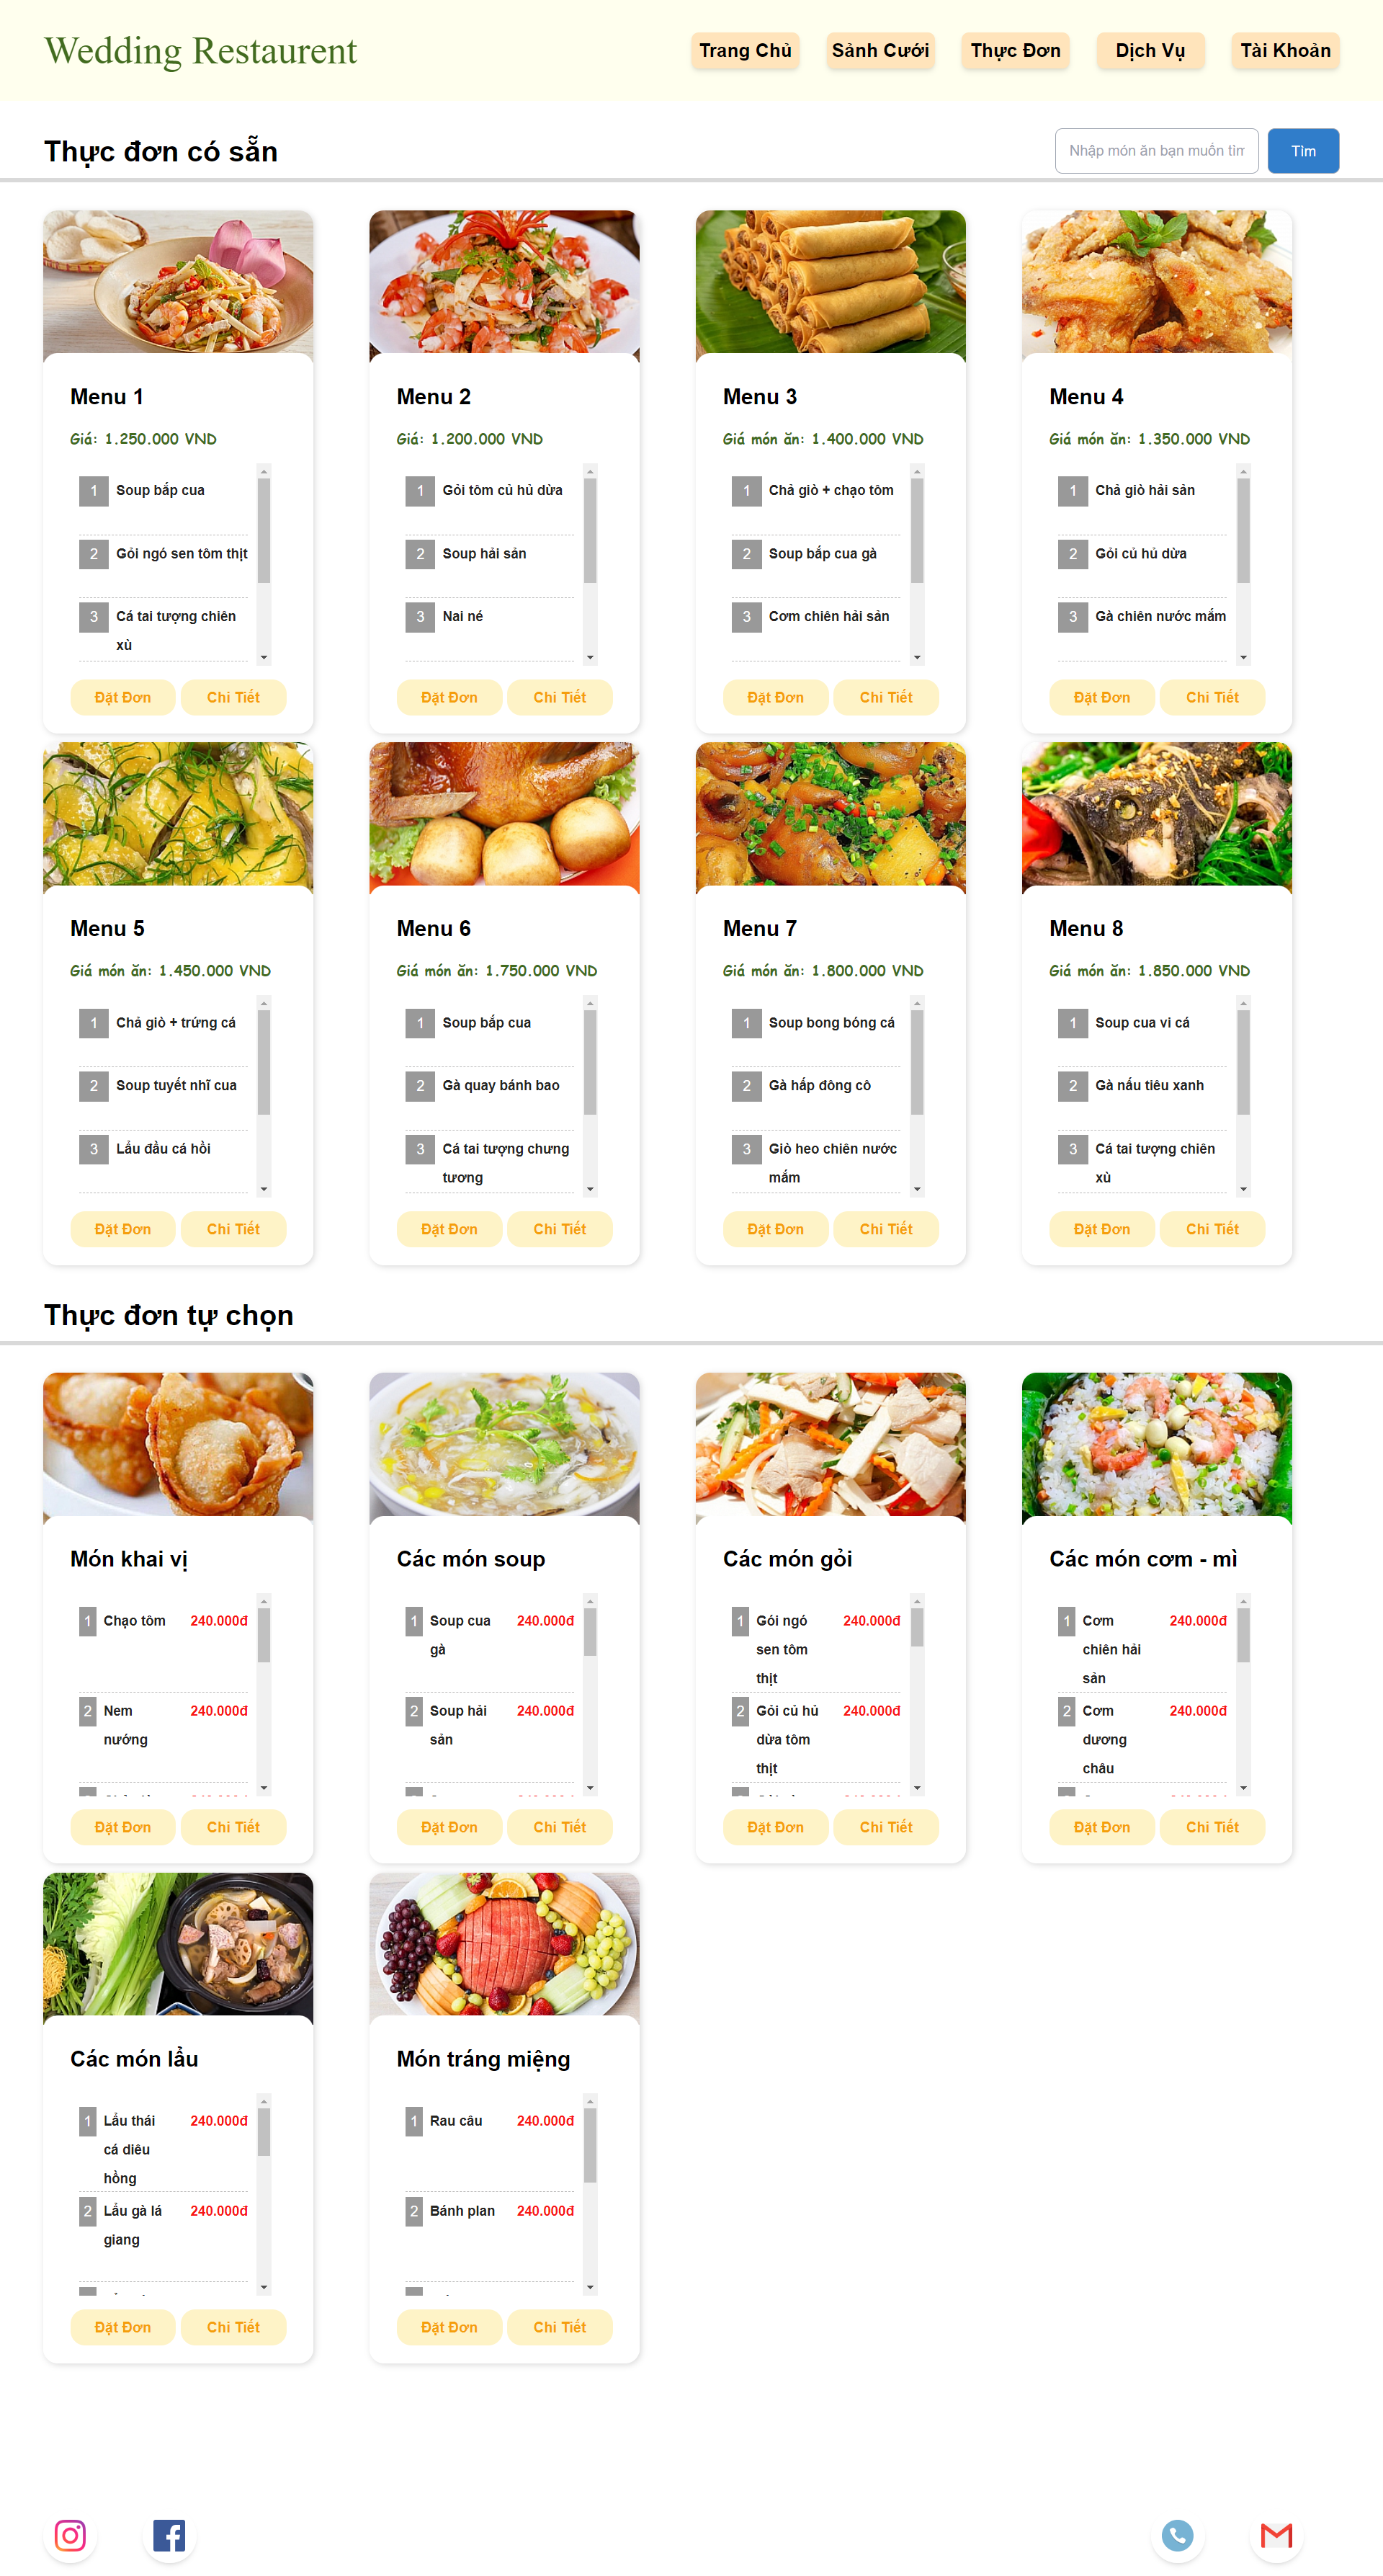 Wedding Restaurent
Trang Chủ
Sảnh Cưới
Thực Đơn
Dịch Vụ
Tài Khoản
Thực đơn có sẵn
Nhập món ăn bạn muốn tìm
Tìm
Menu 1
Giá: 1.250.000 VND
1 Soup bắp cua
2 Gỏi ngó sen tôm thịt
3 Cá tai tượng chiên
xù
Đặt Đơn Chi Tiết
Menu 2
Giá: 1.200.000 VND
1 Gỏi tôm củ hủ dừa
2 Soup hải sản
3 Nai né
Đặt Đơn Chi Tiết
Menu 3
Giá món ăn: 1.400.000 VND
1 Chả giò + chạo tôm
2 Soup bắp cua gà
3 Cơm chiên hải sản
Đặt Đơn Chi Tiết
Menu 4
Giá món ăn: 1.350.000 VND
1 Chả giò hải sản
2 Gỏi củ hủ dừa
3 Gà chiên nước mắm
Đặt Đơn Chi Tiết
Menu 5
Giá món ăn: 1.450.000 VND
1 Chả giò + trứng cá
2 Soup tuyết nhĩ cua
3 Lẩu đầu cá hồi
Đặt Đơn Chi Tiết
Menu 6
Giá món ăn: 1.750.000 VND
1 Soup bắp cua
2 Gà quay bánh bao
3 Cá tai tượng chưng
tương
Đặt Đơn Chi Tiết
Menu 7
Giá món ăn: 1.800.000 VND
1 Soup bong bóng cá
2 Gà hấp đông cô
3 Giò heo chiên nước
mắm
Đặt Đơn Chi Tiết
Menu 8
Giá món ăn: 1.850.000 VND
1 Soup cua vi cá
2 Gà nấu tiêu xanh
3 Cá tai tượng chiên
xù
Đặt Đơn Chi Tiết
Thực đơn tự chọn
Món khai vị
1 Chạo tôm 240.000đ
2 Nem 240.000đ
nướng
Đặt Đơn Chi Tiết
Các món soup
1 Soup cua 240.000đ
gà
2 Soup hải 240.000đ
sản
Đặt Đơn Chi Tiết
Các món gỏi
1 Gói ngó 240.000đ
sen tôm
thịt
2 Gỏi củ hủ 240.000đ
dừa tôm
thịt
Đặt Đơn Chi Tiết
Các món cơm - mì
1 Cơm 240.000đ
chiên hải
sản
2 Cơm 240.000đ
dương
châu
Đặt Đơn Chi Tiết
Các món lẩu
1 Lẩu thái 240.000đ
cá diêu
hồng
2 Lẩu gà lá 240.000đ
giang
Đặt Đơn Chi Tiết
Món tráng miệng
1 Rau câu 240.000đ
2 Bánh plan 240.000đ
Đặt Đơn Chi Tiết